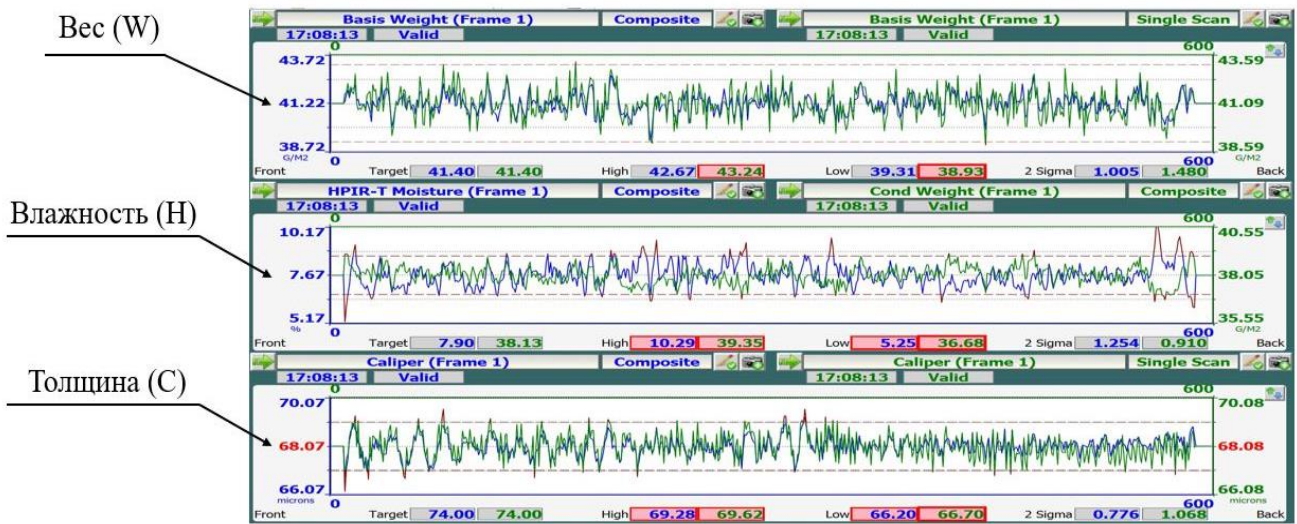 Вес (W)
Basis Weight (Frame 1) Composite Basis Weight (Frame 1) Single Scan
17:08:13 Valid 17:08:13 Valid
0 600
43.72 43.59
41.22 41.09
38.72 38.59
G/M2 0 600 G/M2
Front Target 41.40 41.40 High 42.67 43.24 Low 39.31 38.93 2 Sigma 1.005 1.480 Back
Влажность (H)
HPIR-T Moisture (Frame 1) Composite Cond Weight (Frame 1) Composite
17:08:13 Valid 17:08:13 Valid
0 600
10.17 40.55
7.67 38.05
5.17 35.55
% 0 600 G/M2
Front Target 7.90 38.13 High 10.29 39.35 Low 5.25 36.68 2 Sigma 1.254 0.910 Back
Толщина (C)
Caliper (Frame 1) Composite Caliper (Frame 1) Single Scan
17:08:13 Valid 17:08:13 Valid
0 600
70.07 70.08
68.07 68.08
66.07 66.08
microns 0 600 microns
Front Target 74.00 74.00 High 69.28 69.62 Low 66.20 66.70 2 Sigma 0.776 1.068 Back